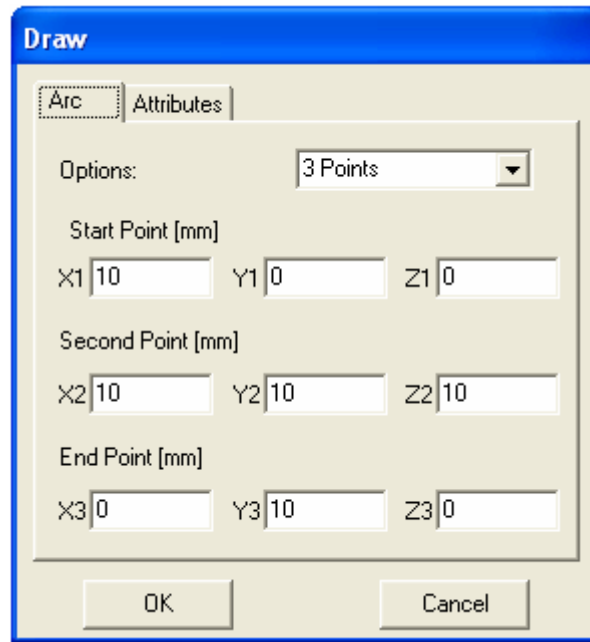 Draw
Arc Attributes
Options: 3 Points
Start Point [mm]
X1 10 Y1 0 Z1 0
Second Point [mm]
X2 10 Y2 10 Z2 10
End Point [mm]
X3 0 Y3 10 Z3 0
OK Cancel